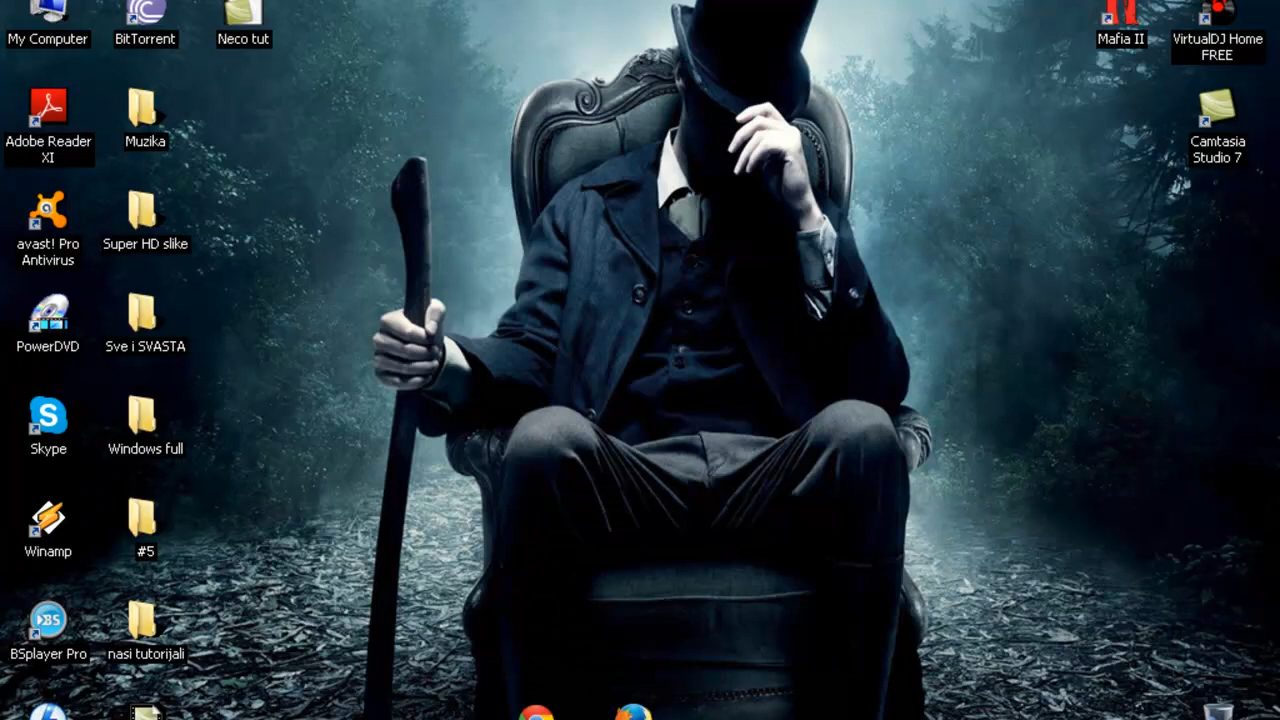 My Computer
BitTorrent
Neco tut
Mafia II
VirtualDJ Home
FREE
Adobe Reader
XI
Muzika
Camtasia
Studio 7
avast! Pro
Antivirus
Super HD slike
PowerDVD
Sve i SVASTA
Skype
Windows full
Winamp
#5
BSplayer Pro
nasi tutorijali